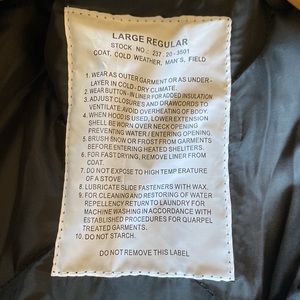 LARGE REGULAR
STOCK NO.: 237. 20-3501
COAT, COLD WEATHER, MAN'S, FIELD
1. WEAR AS OUTER GARMENT OR AS UNDER-
LAYER IN COLD-DRY CLIMATE.
2. WEAR BUTTON-IN LINER FOR ADDED INSULATION
3. ADJUST CLOSURES AND DRAWCORDS TO
VENTILATE. AVOID OVERHEATING OF BODY.
4. WHEN HOOD IS USED, LOWER EXTENSION
SHELL BE WORN OVER NECK OPENING
PREVENTING WATER / ENTERING OPENING.
5. BRUSH SNOW OR FROST FROM GARMENTS
BEFORE ENTERING HEATED SHELTERS.
6. FOR FAST DRYING, REMOVE LINER FROM
COAT.
7. DO NOT EXPOSE TO HIGH TEMPERATURE
OF A STOVE.
8. LUBRICATE SLIDE FASTENERS WITH WAX.
9. FOR CLEANING AND RESTORING OF WATER
REPELLENCY RETURN TO LAUNDRY FOR
MACHINE WASHING IN ACCORDANCE WITH
ESTABLISHED PROCEDURES FOR QUARPEL
TREATED GARMENTS.
10. DO NOT STARCH.
DO NOT REMOVE THIS LABEL